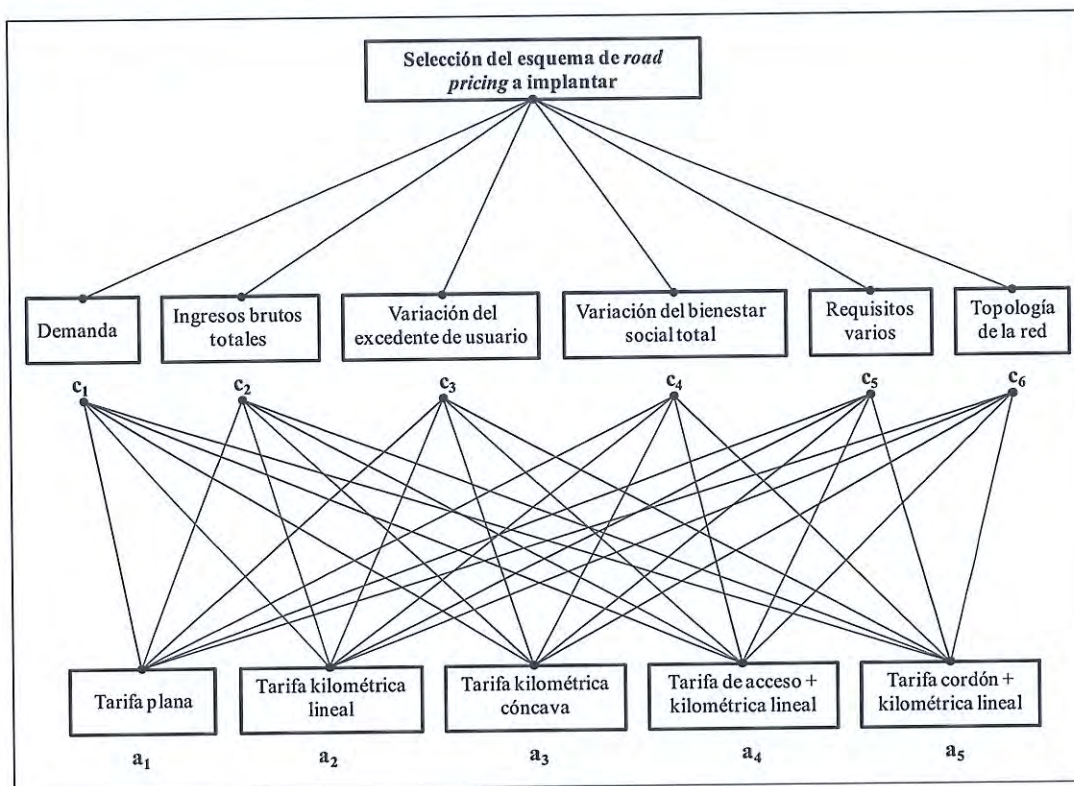 Selección del esquema de road
pricing a implantar
Demanda
Ingresos brutos
totales
Variación del
excedente de usuario
Variación del bienestar
social total
Requisitos
varios
Topología
de la red
c1
c2
c3
c4
c5
c6
Tarifa plana
Tarifa kilométrica
lineal
Tarifa kilométrica
cóncava
Tarifa de acceso +
kilométrica lineal
Tarifa cordón +
kilométrica lineal
a1
a2
a3
a4
a5